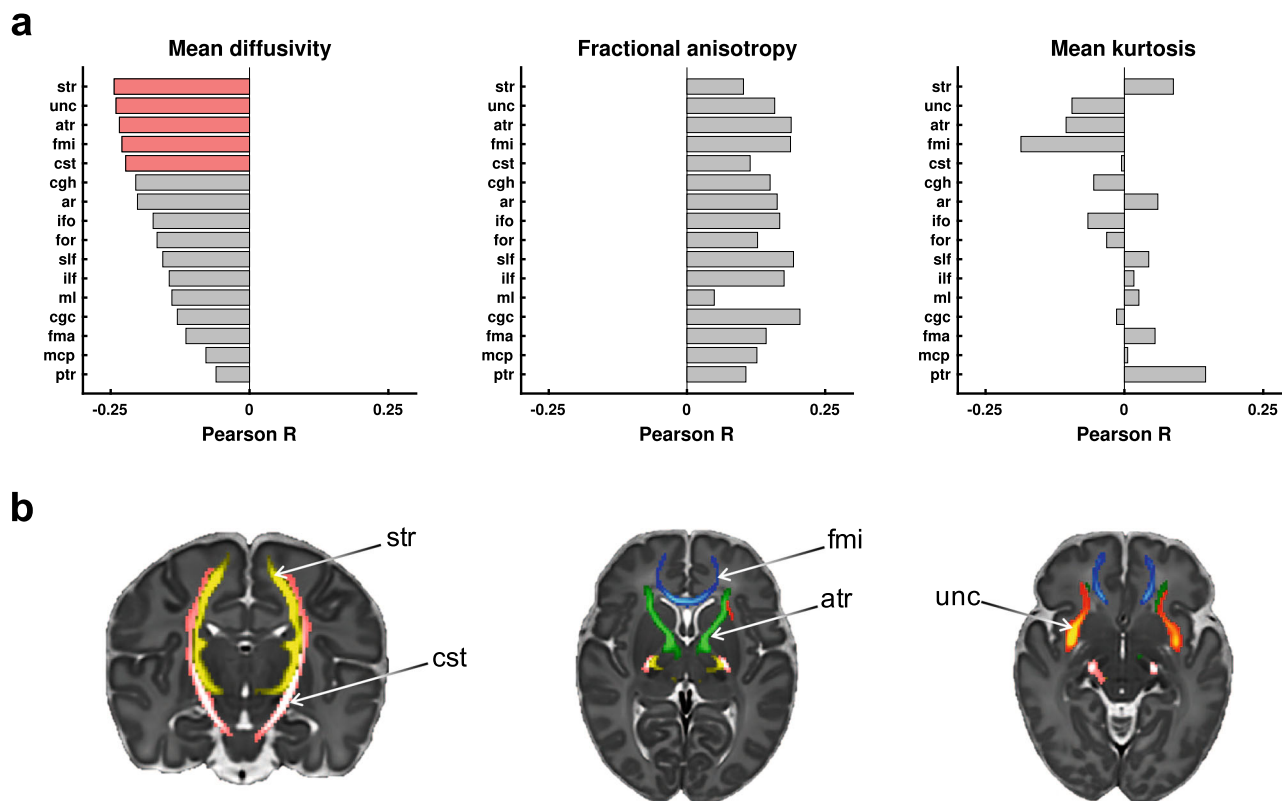 a
Mean diffusivity
str
unc
atr
fmi
cst
cgh
ar
ifo
for
slf
ilf
ml
cgc
fma
mcp
ptr
-0.25 0 0.25
Pearson R
Fractional anisotropy
str
unc
atr
fmi
cst
cgh
ar
ifo
for
slf
ilf
ml
cgc
fma
mcp
ptr
-0.25 0 0.25
Pearson R
Mean kurtosis
str
unc
atr
fmi
cst
cgh
ar
ifo
for
slf
ilf
ml
cgc
fma
mcp
ptr
-0.25 0 0.25
Pearson R
b
str
cst
fmi
atr
unc